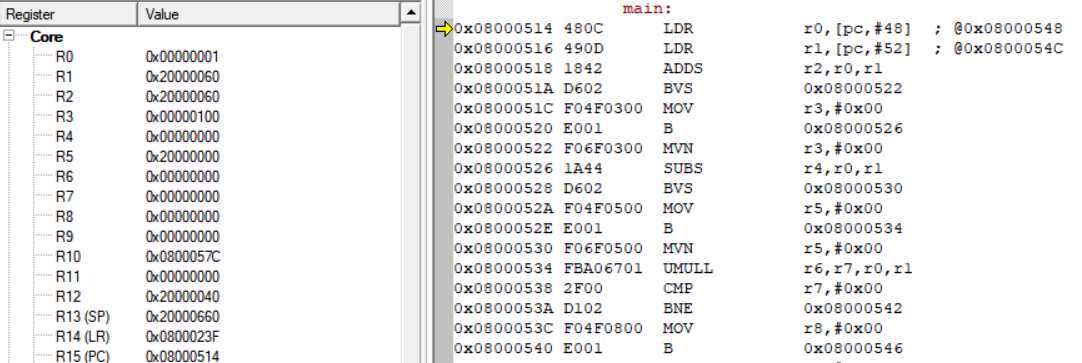 Register Value
Core
R0 0x00000001
R1 0x20000060
R2 0x20000060
R3 0x00000100
R4 0x00000000
R5 0x20000000
R6 0x00000000
R7 0x00000000
R8 0x00000000
R9 0x00000000
R10 0x0800057C
R11 0x00000000
R12 0x20000040
R13 (SP) 0x20000660
R14 (LR) 0x0800023F
R15 (PC) 0x08000514
main:
0x08000514 480C LDR r0,[pc,#48] ; @0x08000548
0x08000516 490D LDR r1,[pc,#52] ; @0x0800054C
0x08000518 1842 ADDS r2,r0,r1
0x0800051A D602 BVS 0x08000522
0x0800051C F04F0300 MOV r3,#0x00
0x08000520 E001 B 0x08000526
0x08000522 F06F0300 MVN r3,#0x00
0x08000526 1A44 SUBS r4,r0,r1
0x08000528 D602 BVS 0x08000530
0x0800052A F04F0500 MOV r5,#0x00
0x0800052E E001 B 0x08000534
0x08000530 F06F0500 MVN r5,#0x00
0x08000534 FBA06701 UMULL r6,r7,r0,r1
0x08000538 2F00 CMP r7,#0x00
0x0800053A D102 BNE 0x08000542
0x0800053C F04F0800 MOV r8,#0x00
0x08000540 E001 B 0x08000546